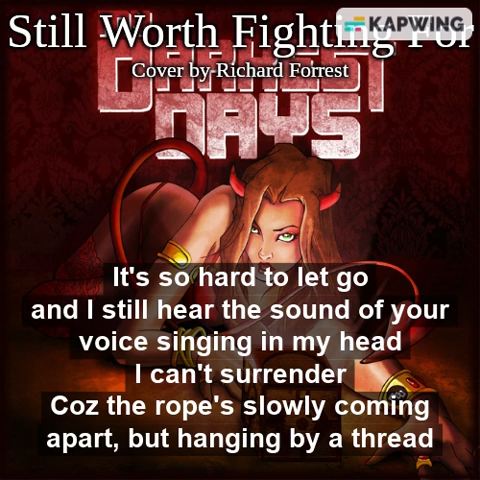 Still Worth Fighting For
KAPWING
Cover by Richard Forrest
DARKEST
DAYS
It's so hard to let go
and I still hear the sound of your
voice singing in my head
I can't surrender
Coz the rope's slowly coming
apart, but hanging by a thread